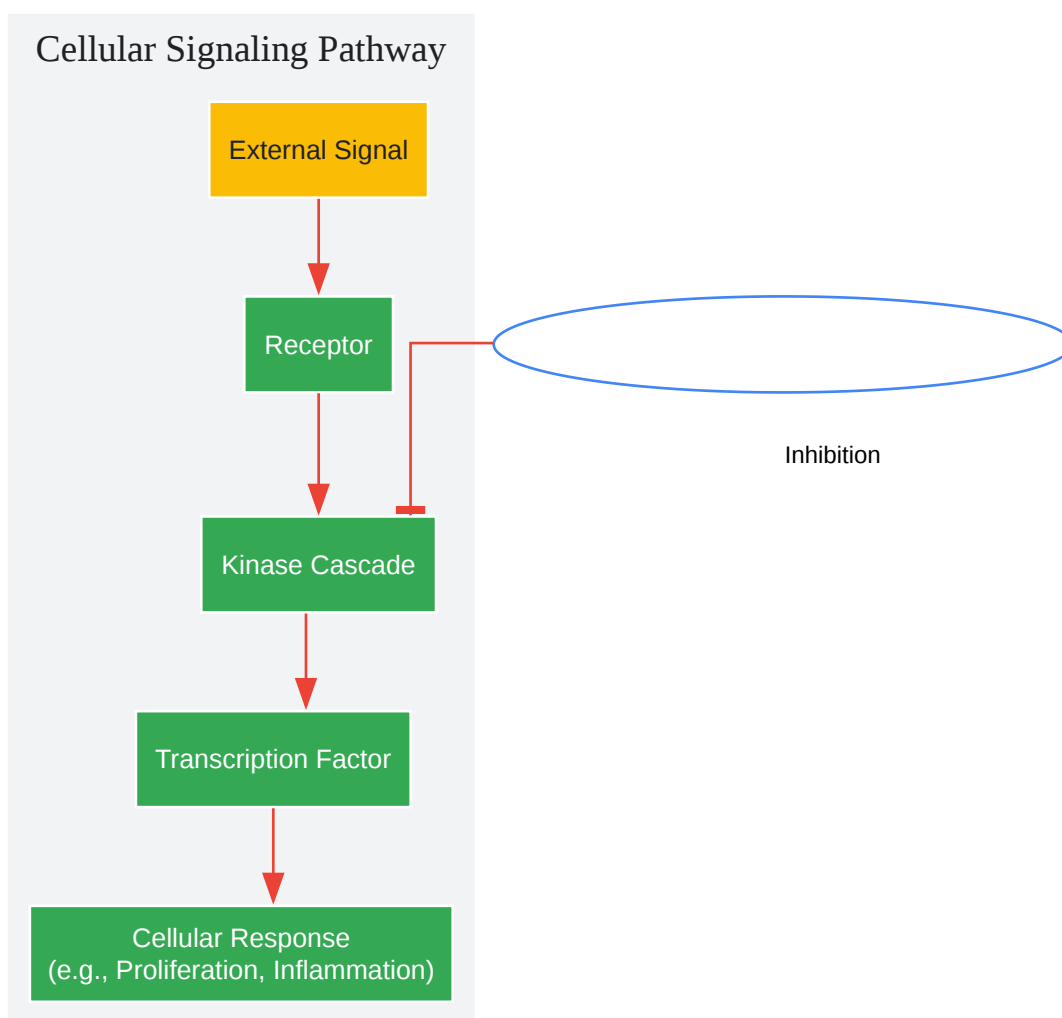 Cellular Signaling Pathway
External Signal
Receptor
Inhibition
Kinase Cascade
Transcription Factor
Cellular Response
(e.g., Proliferation, Inflammation)